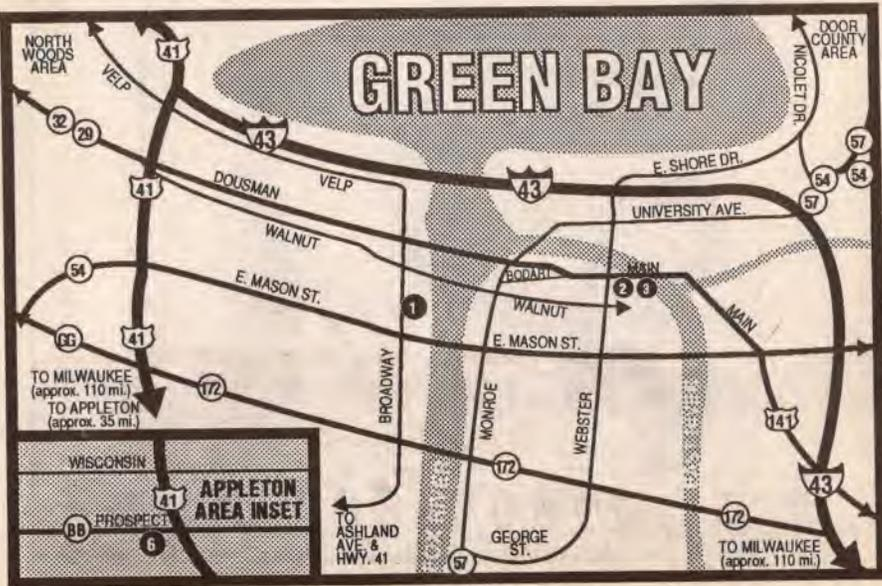 NORTH
WOODS
AREA
41
VELP
GREEN BAY
DOOR
COUNTY
AREA
NICOLET DR.
32
29
43
57
54
54
57
41
DOUSMAN
VELP
43
E. SHORE DR.
UNIVERSITY AVE.
WALNUT
BODART
MAIN
2
3
54
E. MASON ST.
1
WALNUT
MAIN
GG
41
E. MASON ST.
TO MILWAUKEE
(approx. 110 mi.)
TO APPLETON
(approx. 35 mi.)
172
BROADWAY
MONROE
WEBSTER
FOX RIVER
EAST RIVER
141
172
43
172
WISCONSIN
41
APPLETON
AREA INSET
BB
PROSPECT
6
TO
ASHLAND
AVE. &
HWY. 41
57
GEORGE
ST.
TO MILWAUKEE
(approx. 110 mi.)